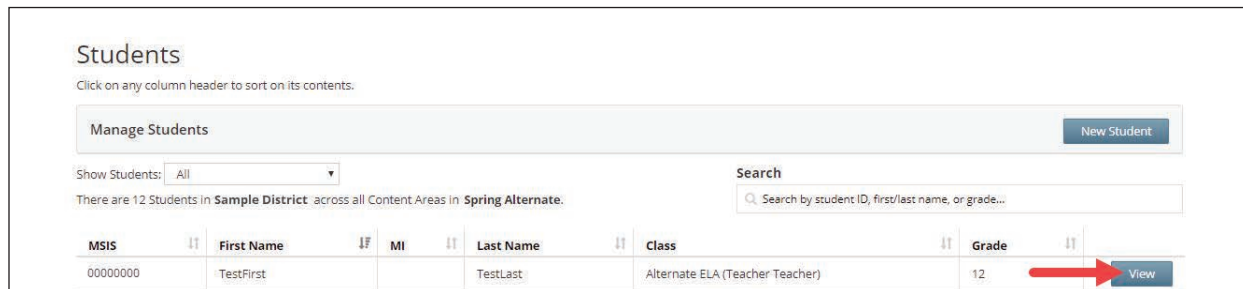 Students
Click on any column header to sort on its contents.
Manage Students
New Student
Show Students: All
Search
There are 12 Students in Sample District across all Content Areas in Spring Alternate.
Search by student ID, first/last name, or grade...
MSIS First Name MI Last Name Class Grade
00000000 TestFirst TestLast Alternate ELA (Teacher Teacher) 12 View